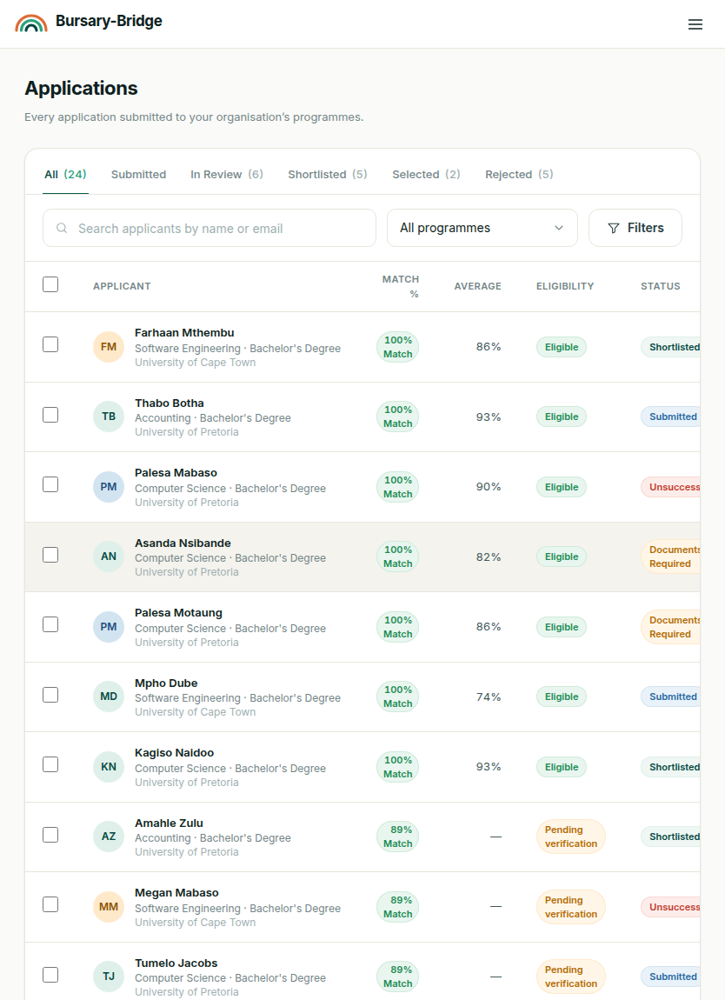 Bursary-Bridge
Applications
Every application submitted to your organisation's programmes.
All (24) Submitted In Review (6) Shortlisted (5) Selected (2) Rejected (5)
Search applicants by name or email All programmes Filters
APPLICANT MATCH % AVERAGE ELIGIBILITY STATUS
FM
Farhaan Mthembu
Software Engineering · Bachelor's Degree
University of Cape Town
100% Match
86%
Eligible
Shortlisted
TB
Thabo Botha
Accounting · Bachelor's Degree
University of Pretoria
100% Match
93%
Eligible
Submitted
PM
Palesa Mabaso
Computer Science · Bachelor's Degree
University of Pretoria
100% Match
90%
Eligible
Unsuccess
AN
Asanda Nsibande
Computer Science · Bachelor's Degree
University of Pretoria
100% Match
82%
Eligible
Documents
Required
PM
Palesa Motaung
Computer Science · Bachelor's Degree
University of Pretoria
100% Match
86%
Eligible
Documents
Required
MD
Mpho Dube
Software Engineering · Bachelor's Degree
University of Cape Town
100% Match
74%
Eligible
Submitted
KN
Kagiso Naidoo
Computer Science · Bachelor's Degree
University of Pretoria
100% Match
93%
Eligible
Shortlisted
AZ
Amahle Zulu
Accounting · Bachelor's Degree
University of Pretoria
89% Match
—
Pending
verification
Shortlisted
MM
Megan Mabaso
Software Engineering · Bachelor's Degree
University of Cape Town
89% Match
—
Pending
verification
Unsuccess
TJ
Tumelo Jacobs
Computer Science · Bachelor's Degree
University of Pretoria
89% Match
—
Pending
verification
Submitted